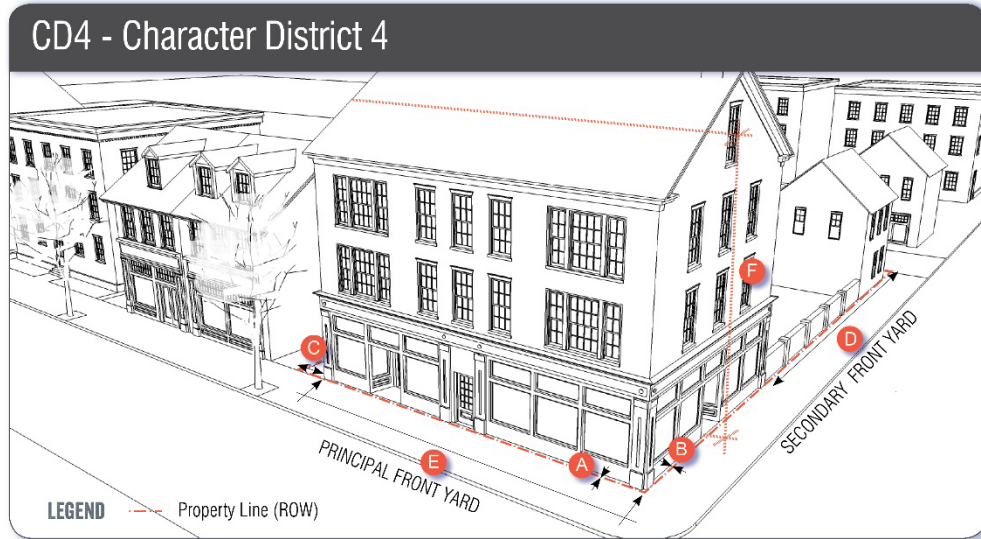 CD4 - Character District 4
F
C
D
SECONDARY FRONT YARD
B
A
E
PRINCIPAL FRONT YARD
LEGEND Property Line (ROW)